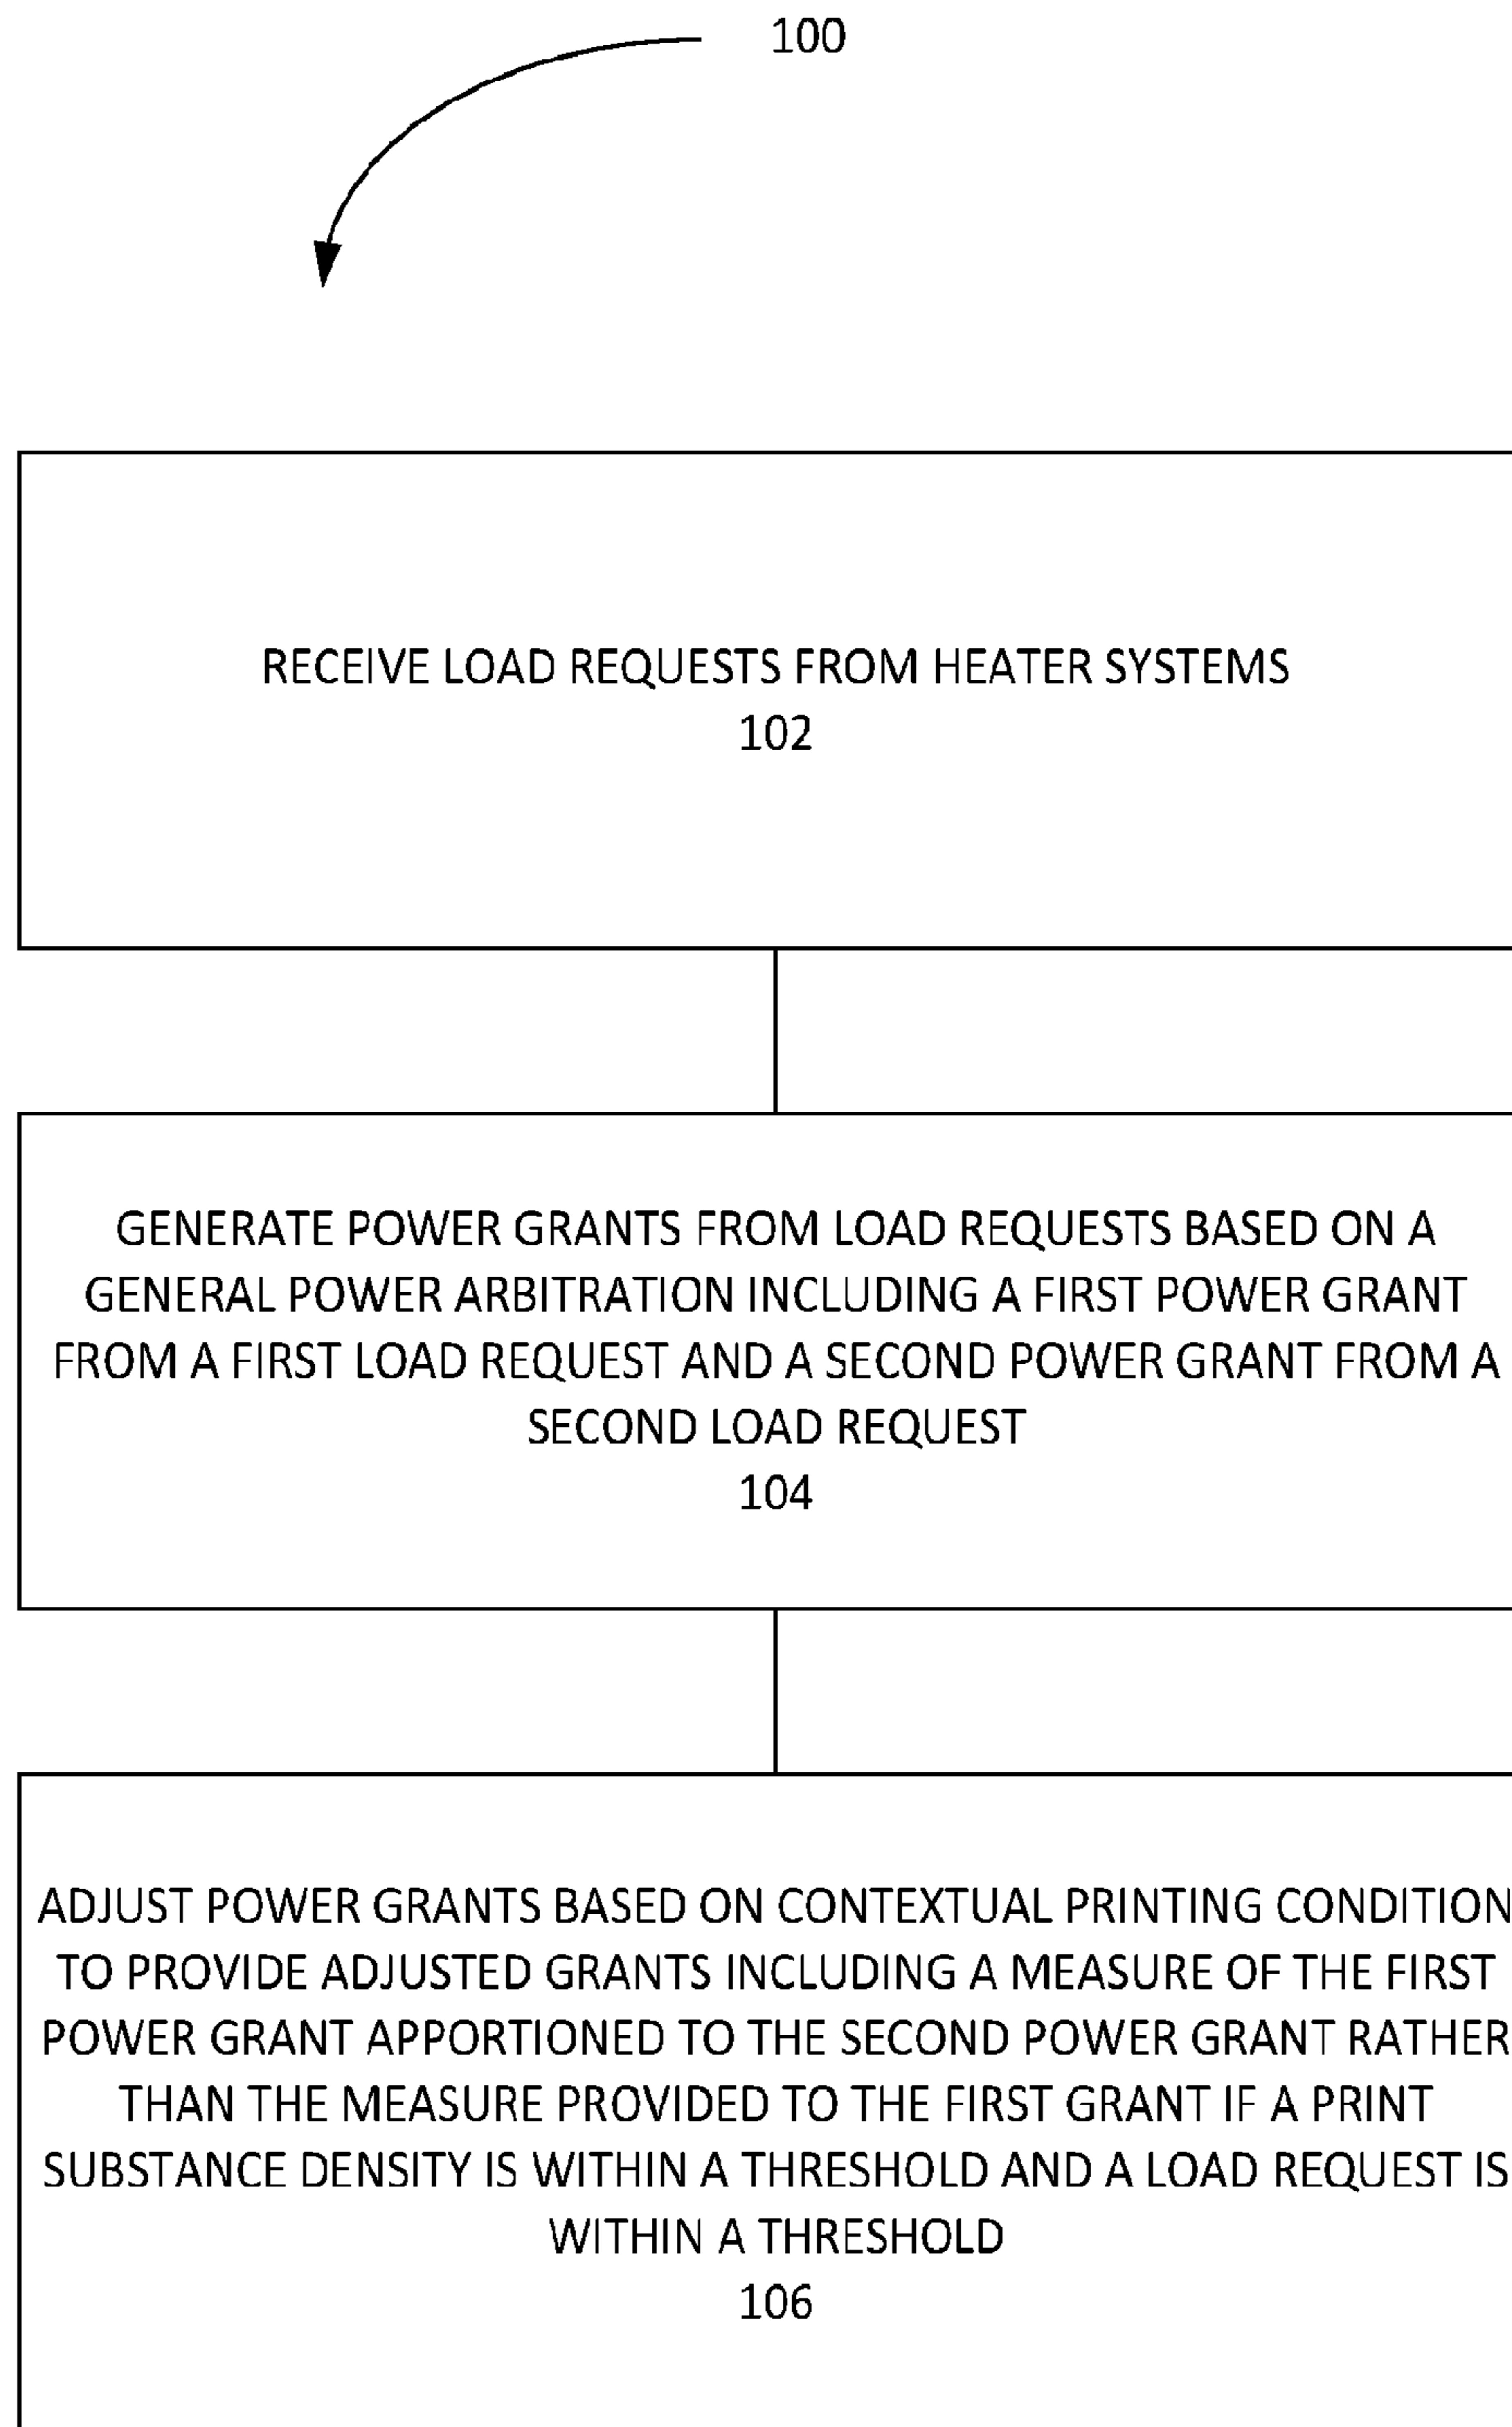 100
RECEIVE LOAD REQUESTS FROM HEATER SYSTEMS
102
GENERATE POWER GRANTS FROM LOAD REQUESTS BASED ON A
GENERAL POWER ARBITRATION INCLUDING A FIRST POWER GRANT
FROM A FIRST LOAD REQUEST AND A SECOND POWER GRANT FROM A
SECOND LOAD REQUEST
104
ADJUST POWER GRANTS BASED ON CONTEXTUAL PRINTING CONDITION
TO PROVIDE ADJUSTED GRANTS INCLUDING A MEASURE OF THE FIRST
POWER GRANT APPORTIONED TO THE SECOND POWER GRANT RATHER
THAN THE MEASURE PROVIDED TO THE FIRST GRANT IF A PRINT
SUBSTANCE DENSITY IS WITHIN A THRESHOLD AND A LOAD REQUEST IS
WITHIN A THRESHOLD
106